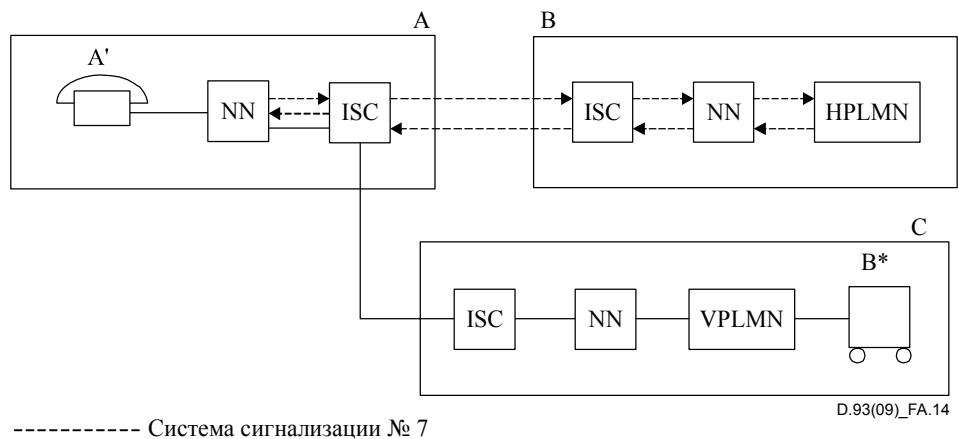 A
B
A'
NN
ISC
ISC
NN
HPLMN
C
B*
ISC
NN
VPLMN
D.93(09)_FA.14
Система сигнализации № 7